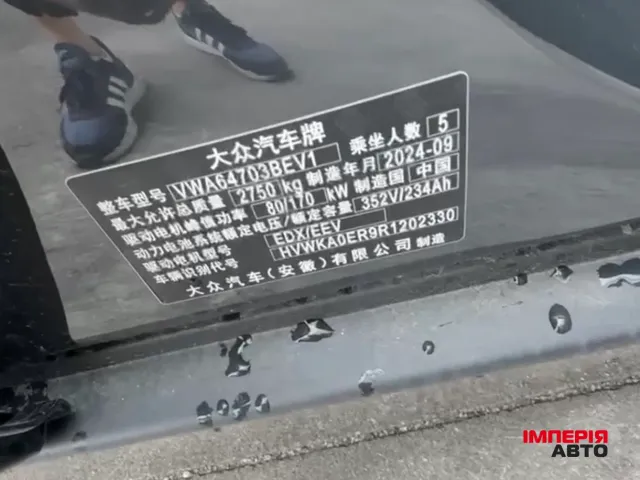 大众汽车牌 乘坐人数 5
整车型号 VWA64703BEV1 制造年月 2024-09
最大允许总质量 2750 kg 制造国 中国
驱动电机峰值功率 80/170 kW
动力电池系统额定电压/额定容量 352V/234Ah
驱动电机型号 EDX/EEV
车辆识别代号 HVWKA0ER9R1202330
大众汽车(安徽)有限公司 制造
ІМПЕРІЯ
АВТО